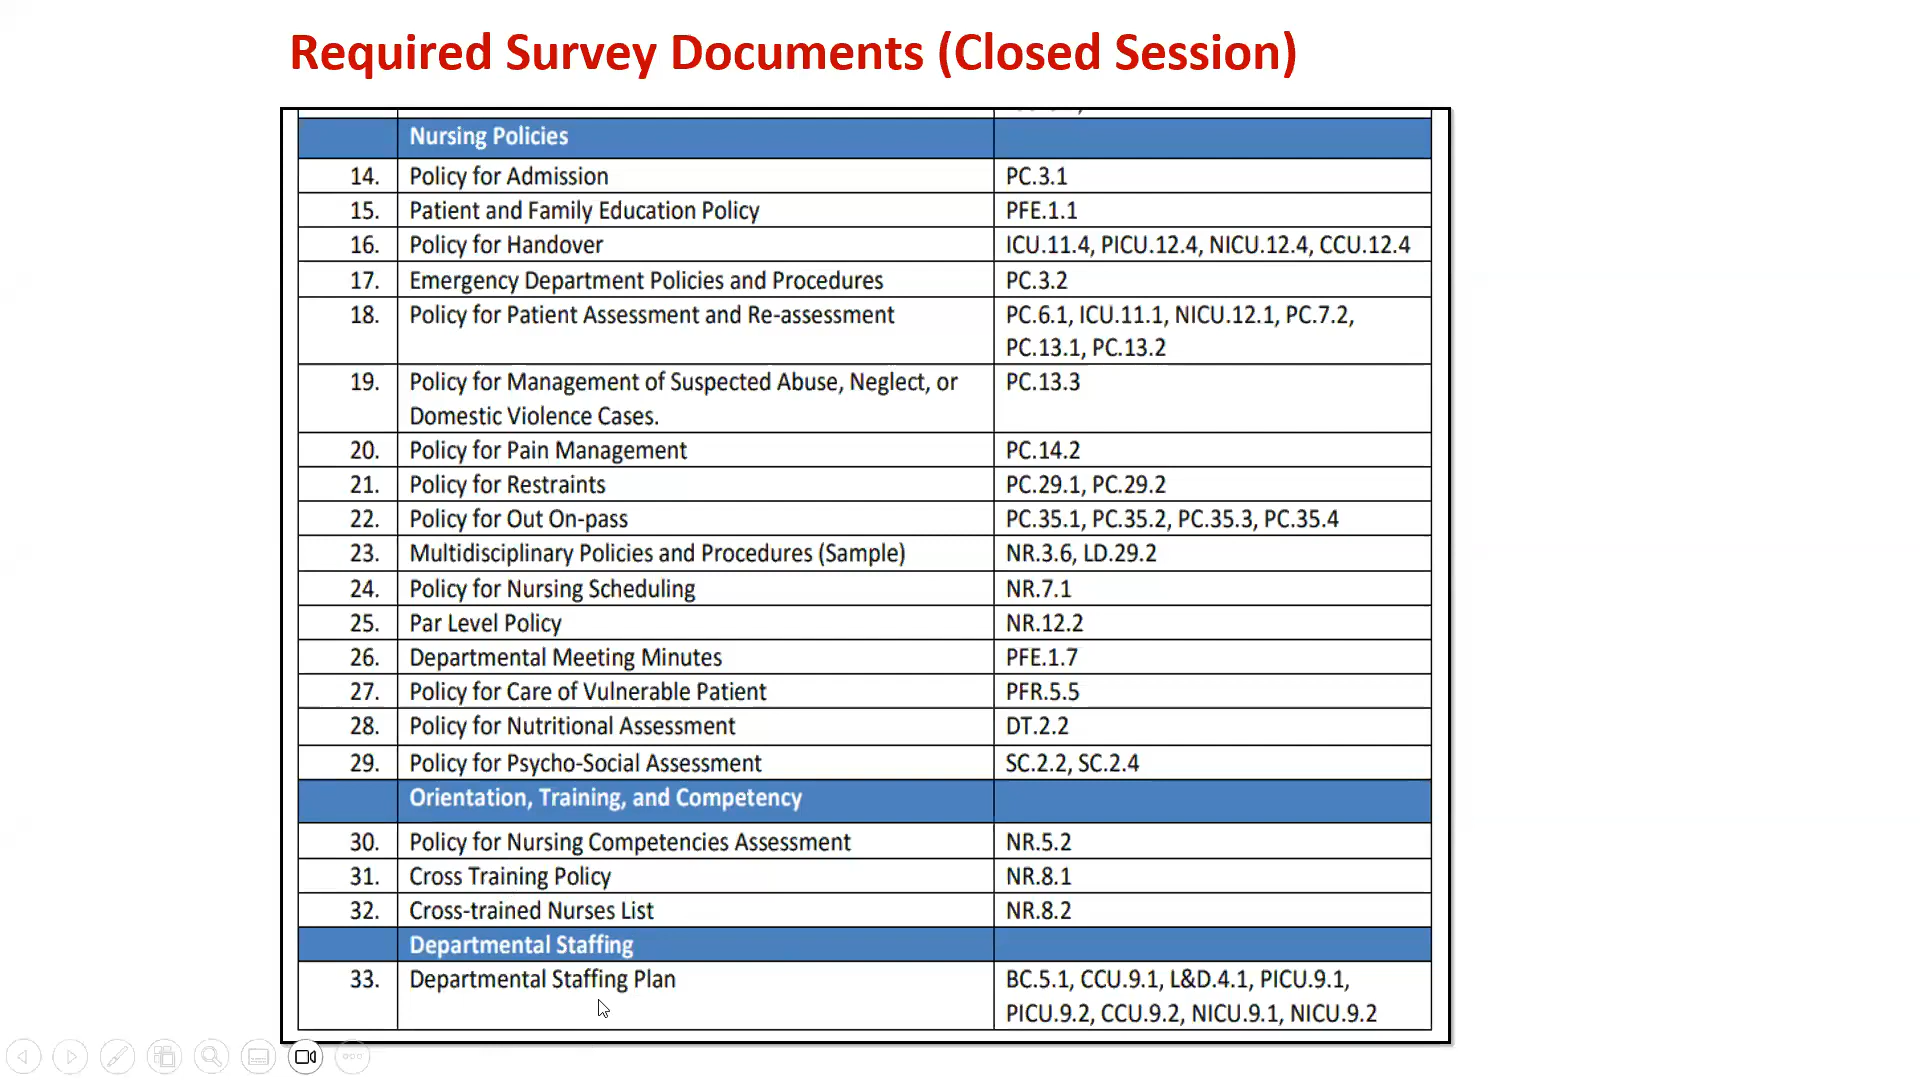 Required Survey Documents (Closed Session)
Nursing Policies
14. Policy for Admission PC.3.1
15. Patient and Family Education Policy PFE.1.1
16. Policy for Handover ICU.11.4, PICU.12.4, NICU.12.4, CCU.12.4
17. Emergency Department Policies and Procedures PC.3.2
18. Policy for Patient Assessment and Re-assessment PC.6.1, ICU.11.1, NICU.12.1, PC.7.2,
PC.13.1, PC.13.2
19. Policy for Management of Suspected Abuse, Neglect, or PC.13.3
Domestic Violence Cases.
20. Policy for Pain Management PC.14.2
21. Policy for Restraints PC.29.1, PC.29.2
22. Policy for Out On-pass PC.35.1, PC.35.2, PC.35.3, PC.35.4
23. Multidisciplinary Policies and Procedures (Sample) NR.3.6, LD.29.2
24. Policy for Nursing Scheduling NR.7.1
25. Par Level Policy NR.12.2
26. Departmental Meeting Minutes PFE.1.7
27. Policy for Care of Vulnerable Patient PFR.5.5
28. Policy for Nutritional Assessment DT.2.2
29. Policy for Psycho-Social Assessment SC.2.2, SC.2.4
Orientation, Training, and Competency
30. Policy for Nursing Competencies Assessment NR.5.2
31. Cross Training Policy NR.8.1
32. Cross-trained Nurses List NR.8.2
Departmental Staffing
33. Departmental Staffing Plan BC.5.1, CCU.9.1, L&D.4.1, PICU.9.1,
PICU.9.2, CCU.9.2, NICU.9.1, NICU.9.2